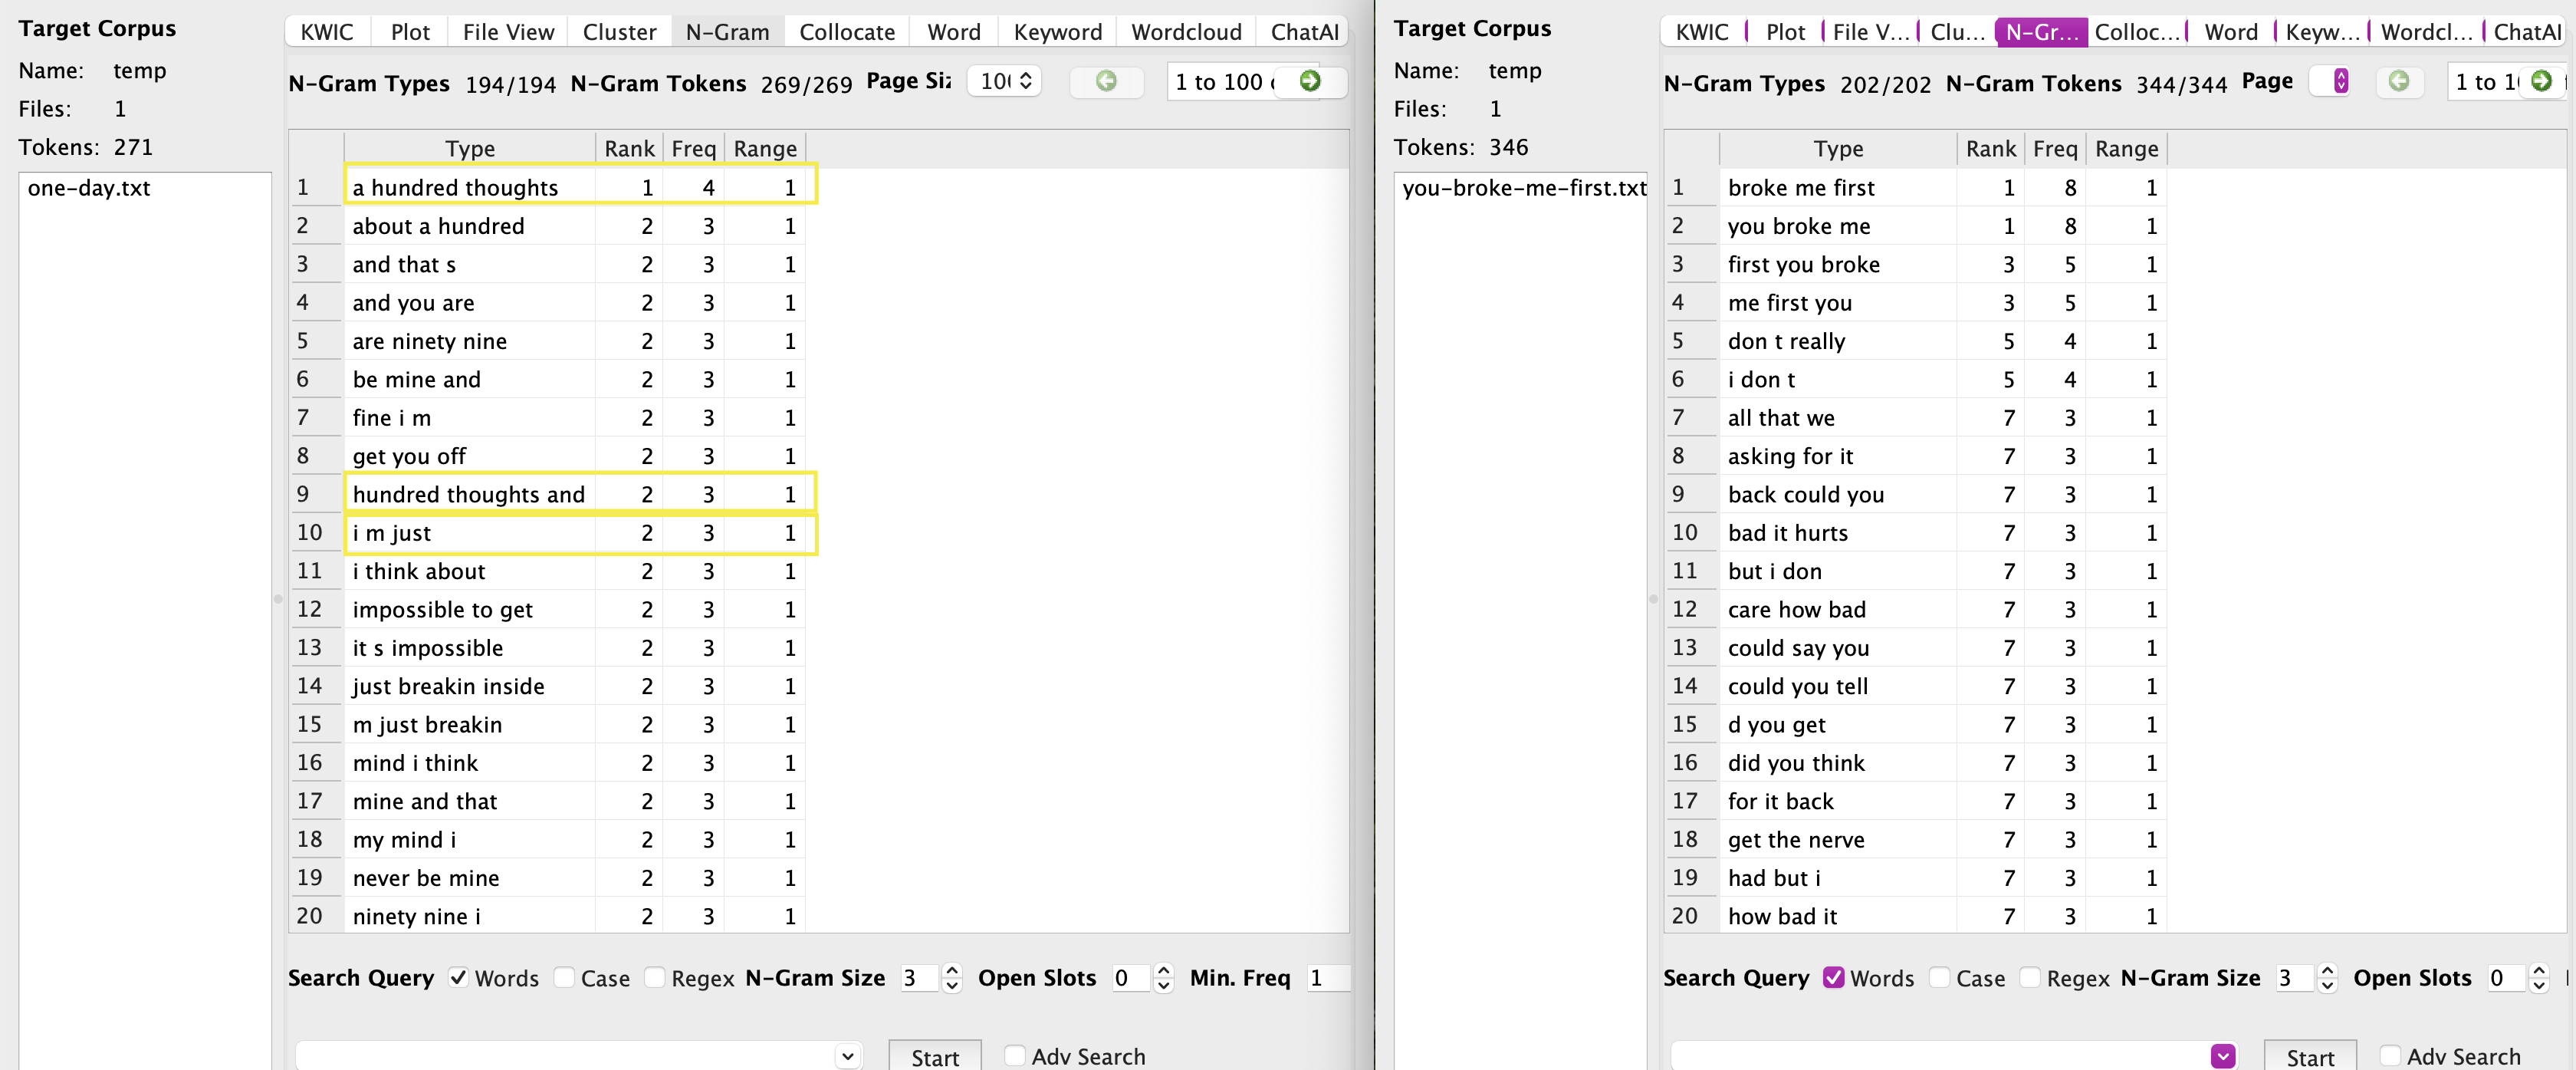 Target Corpus
Name: temp
Files: 1
Tokens: 271
one-day.txt
KWIC Plot File View Cluster N-Gram Collocate Word Keyword Wordcloud ChatAI
N-Gram Types 194/194 N-Gram Tokens 269/269 Page Siz 100 1 to 100
Type Rank Freq Range
1 a hundred thoughts 1 4 1
2 about a hundred 2 3 1
3 and that s 2 3 1
4 and you are 2 3 1
5 are ninety nine 2 3 1
6 be mine and 2 3 1
7 fine i m 2 3 1
8 get you off 2 3 1
9 hundred thoughts and 2 3 1
10 i m just 2 3 1
11 i think about 2 3 1
12 impossible to get 2 3 1
13 it s impossible 2 3 1
14 just breakin inside 2 3 1
15 m just breakin 2 3 1
16 mind i think 2 3 1
17 mine and that 2 3 1
18 my mind i 2 3 1
19 never be mine 2 3 1
20 ninety nine i 2 3 1
Search Query Words Case Regex N-Gram Size 3 Open Slots 0 Min. Freq 1
Start Adv Search
Target Corpus
Name: temp
Files: 1
Tokens: 346
you-broke-me-first.txt
KWIC Plot File V... Clu... N-Gr... Colloc... Word Keyw... Wordcl... ChatAI
N-Gram Types 202/202 N-Gram Tokens 344/344 Page 1 to 1
Type Rank Freq Range
1 broke me first 1 8 1
2 you broke me 1 8 1
3 first you broke 3 5 1
4 me first you 3 5 1
5 don t really 5 4 1
6 i don t 5 4 1
7 all that we 7 3 1
8 asking for it 7 3 1
9 back could you 7 3 1
10 bad it hurts 7 3 1
11 but i don 7 3 1
12 care how bad 7 3 1
13 could say you 7 3 1
14 could you tell 7 3 1
15 d you get 7 3 1
16 did you think 7 3 1
17 for it back 7 3 1
18 get the nerve 7 3 1
19 had but i 7 3 1
20 how bad it 7 3 1
Search Query Words Case Regex N-Gram Size 3 Open Slots 0
Start Adv Search